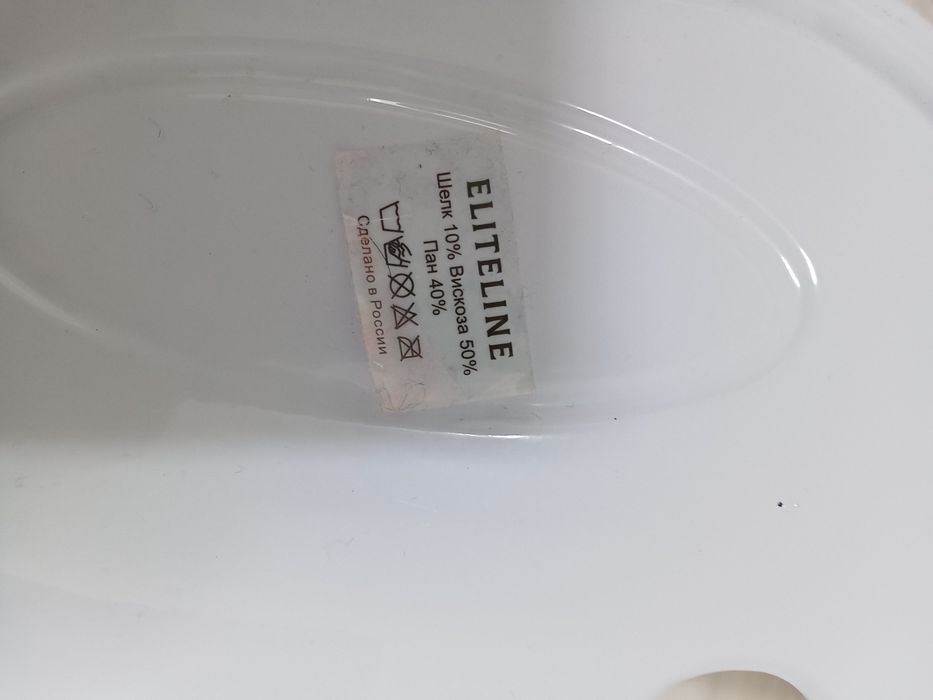 ELITELINE
Шелк 10% Вискоза 50%
Пан 40%
Сделано в России